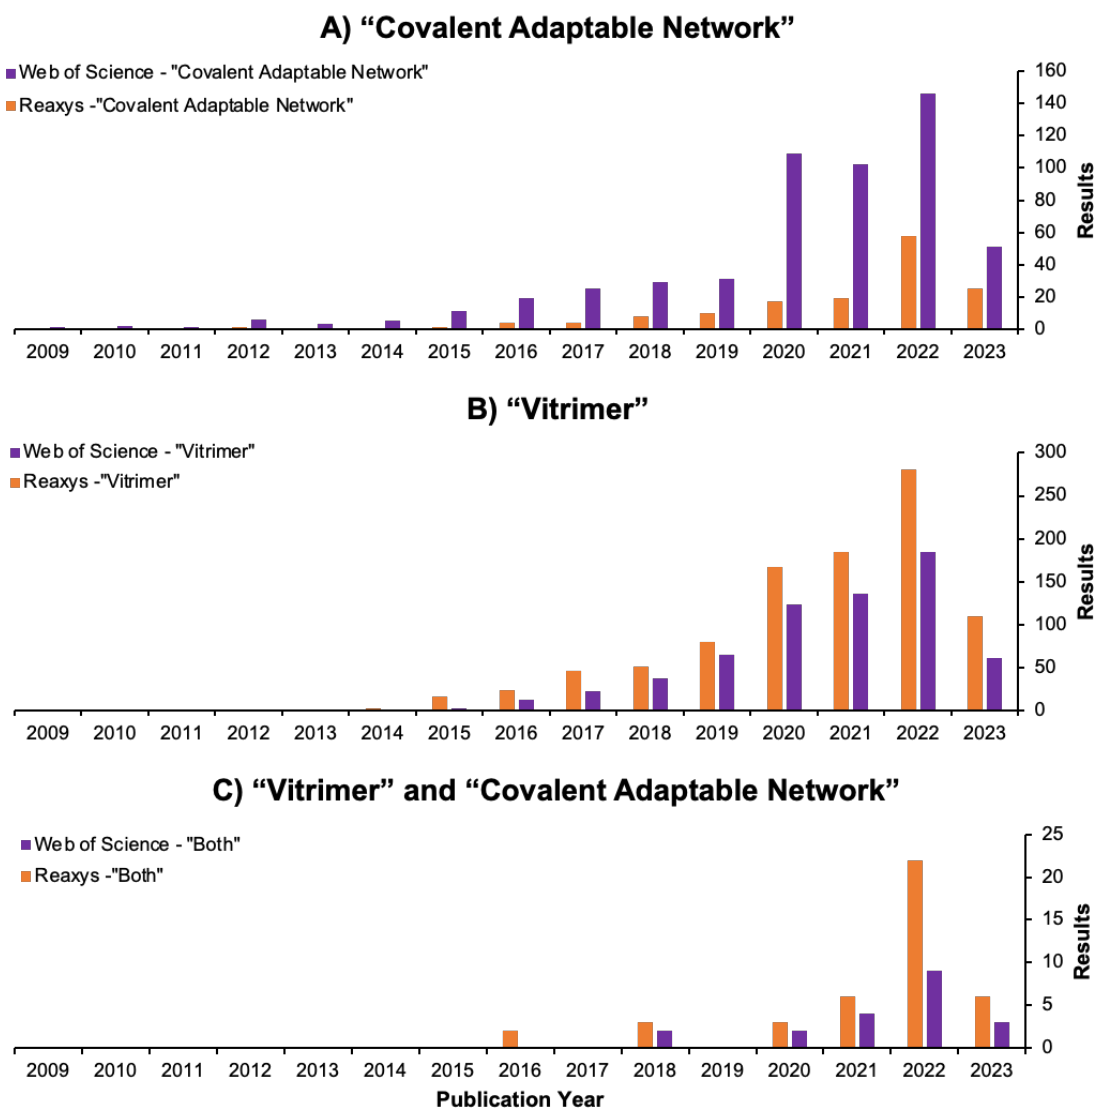 A) “Covalent Adaptable Network”
Web of Science - "Covalent Adaptable Network"
Reaxys -"Covalent Adaptable Network"
160
140
120
100
80
60
40
20
0
Results
2009 2010 2011 2012 2013 2014 2015 2016 2017 2018 2019 2020 2021 2022 2023
B) “Vitrimer”
Web of Science - "Vitrimer"
Reaxys -"Vitrimer"
300
250
200
150
100
50
0
Results
2009 2010 2011 2012 2013 2014 2015 2016 2017 2018 2019 2020 2021 2022 2023
C) “Vitrimer” and “Covalent Adaptable Network”
Web of Science - "Both"
Reaxys -"Both"
25
20
15
10
5
0
Results
2009 2010 2011 2012 2013 2014 2015 2016 2017 2018 2019 2020 2021 2022 2023
Publication Year